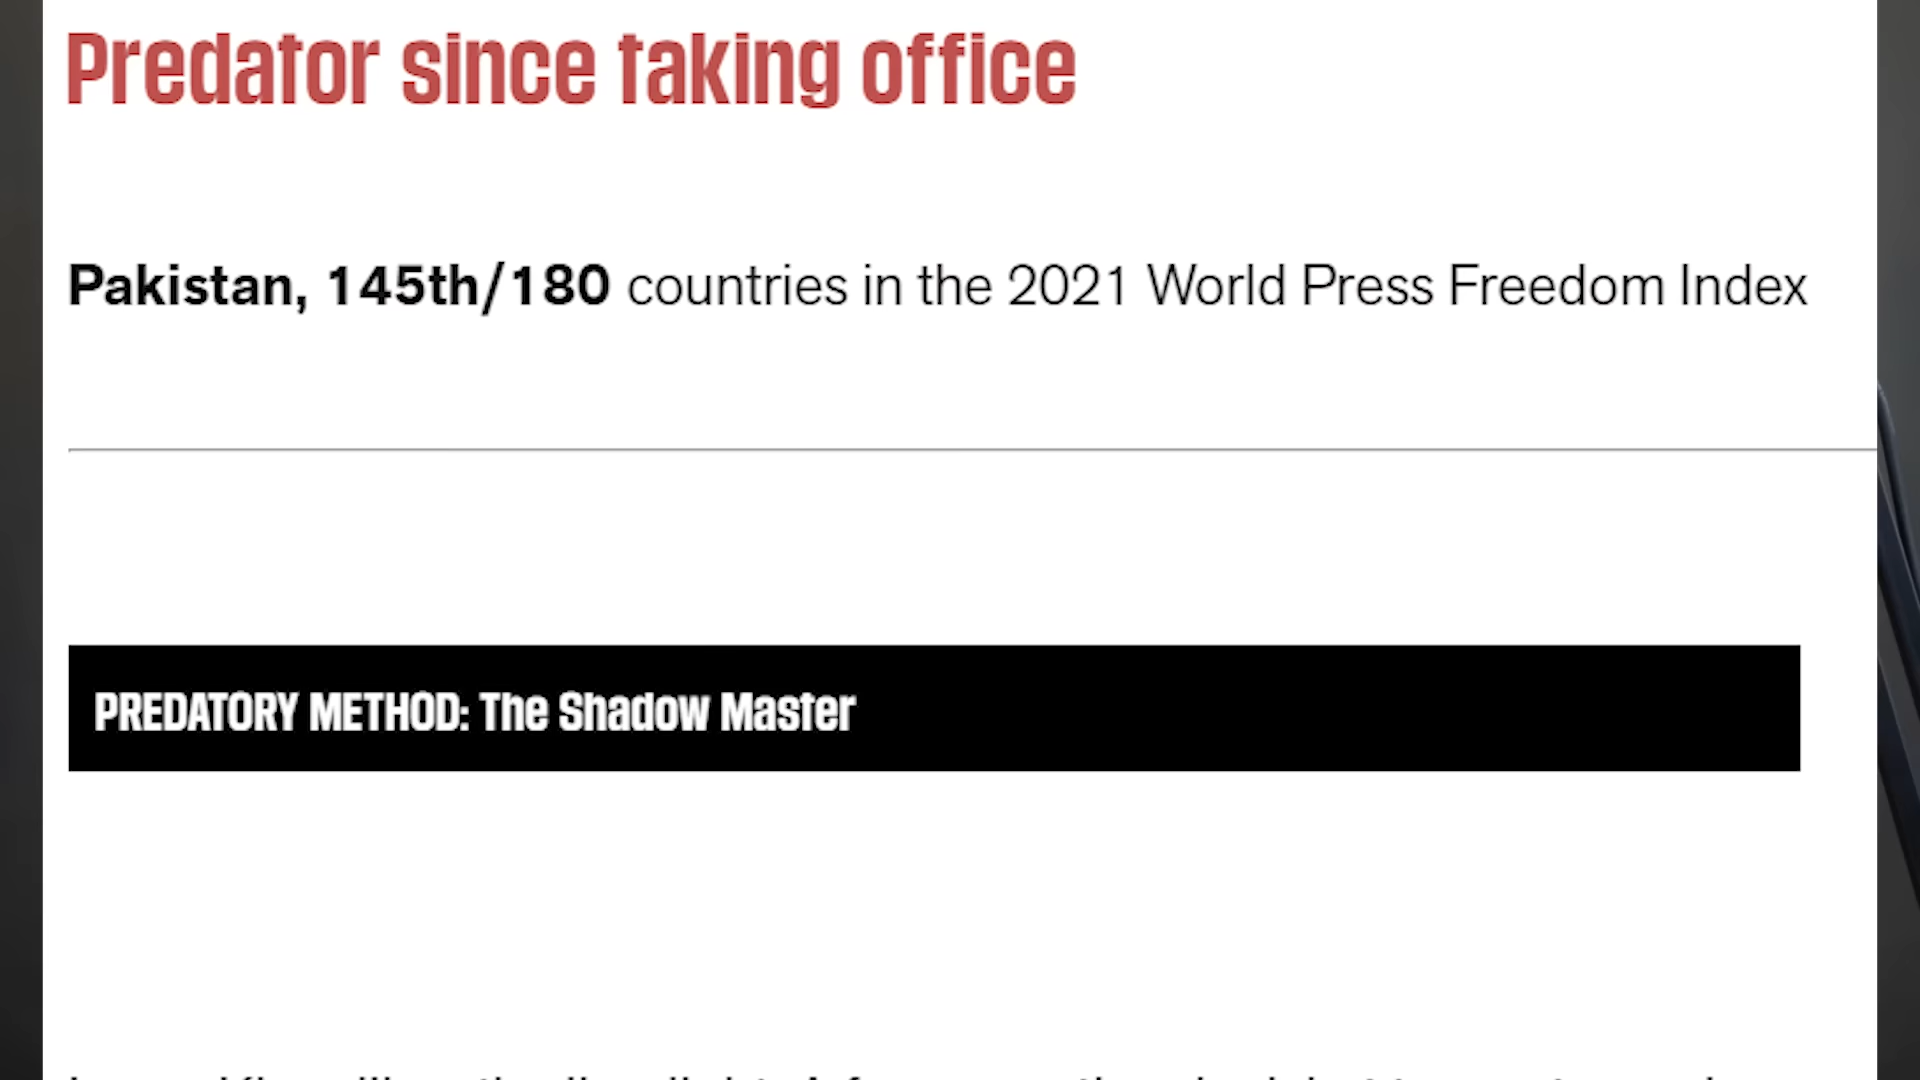 Predator since taking office
Pakistan, 145th/180 countries in the 2021 World Press Freedom Index
PREDATORY METHOD: The Shadow Master